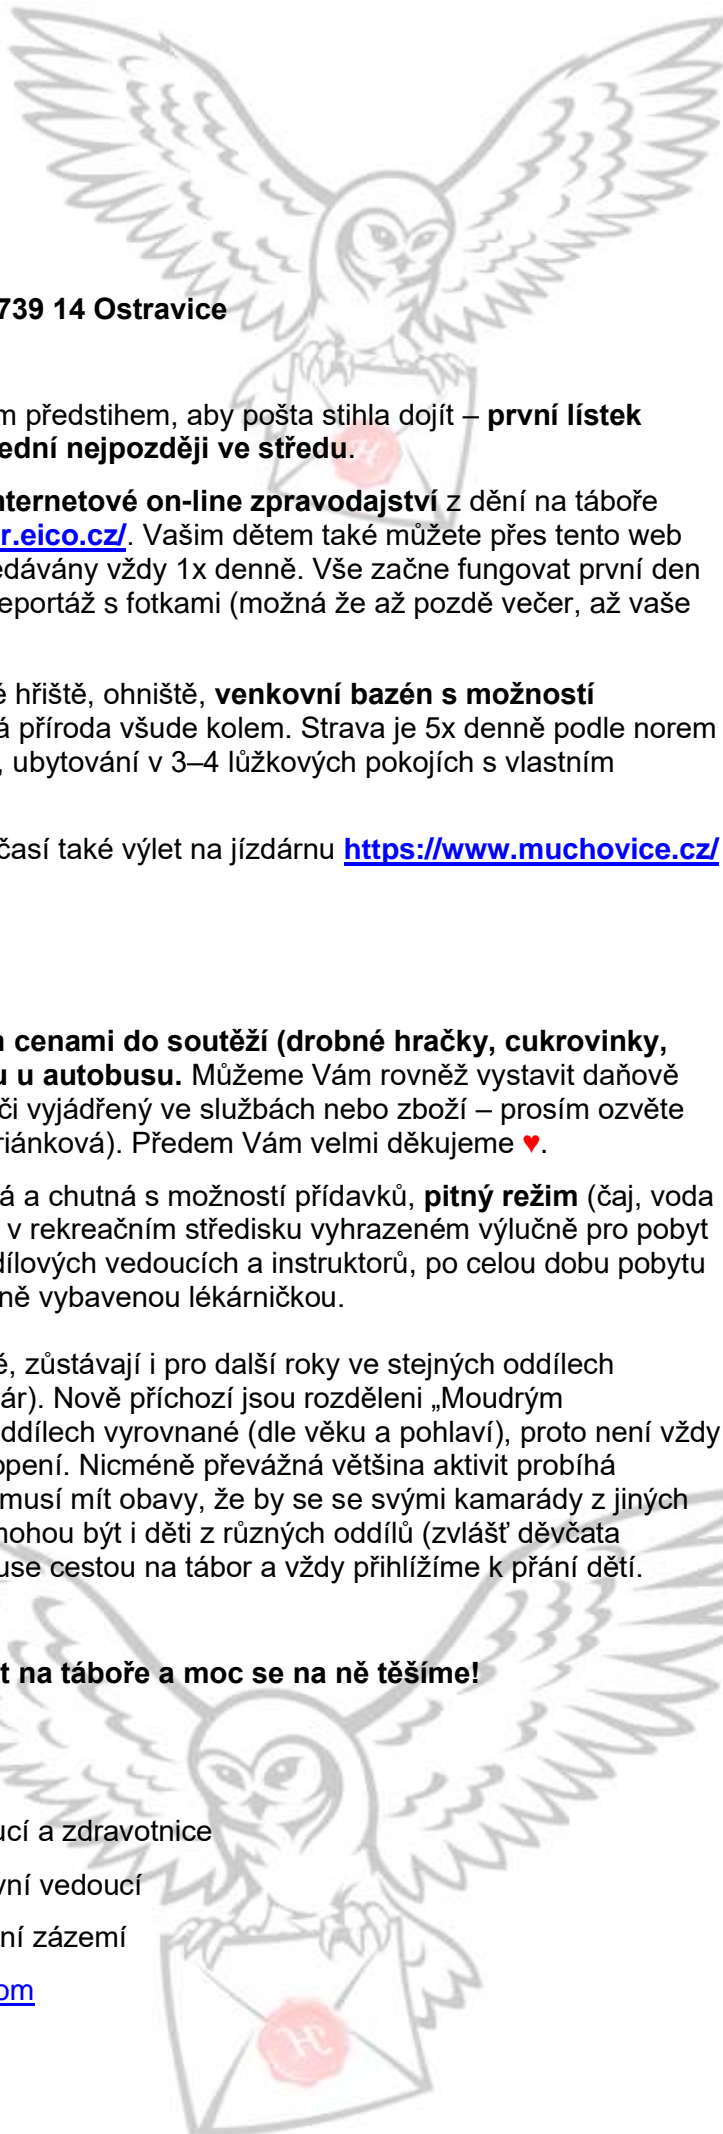 739 14 Ostravice
m předstihem, aby pošta stihla dojít – první lístek
ední nejpozději ve středu.
nternetové on-line zpravodajství z dění na táboře
r.eico.cz/. Vašim dětem také můžete přes tento web
edávány vždy 1x denně. Vše začne fungovat první den
eportáž s fotkami (možná že až pozdě večer, až vaše
é hřiště, ohniště, venkovní bazén s možností
á příroda všude kolem. Strava je 5x denně podle norem
, ubytování v 3–4 lůžkových pokojích s vlastním
časí také výlet na jízdárnu https://www.muchovice.cz/
n cenami do soutěží (drobné hračky, cukrovinky,
u u autobusu. Můžeme Vám rovněž vystavit daňově
či vyjádřený ve službách nebo zboží – prosím ozvěte
riánková). Předem Vám velmi děkujeme ♥.
á a chutná s možností přídavků, pitný režim (čaj, voda
v rekreačním středisku vyhrazeném výlučně pro pobyt
dílových vedoucích a instruktorů, po celou dobu pobytu
ně vybavenou lékárničkou.
é, zůstávají i pro další roky ve stejných oddílech
ár). Nově příchozí jsou rozděleni „Moudrým
oddílech vyrovnané (dle věku a pohlaví), proto není vždy
opení. Nicméně převážná většina aktivit probíhá
musí mít obavy, že by se se svými kamarády z jiných
mohou být i děti z různých oddílů (zvlášť děvčata
use cestou na tábor a vždy přihlížíme k přání dětí.
t na táboře a moc se na ně těšíme!
ucí a zdravotnice
vní vedoucí
ní zázemí
om